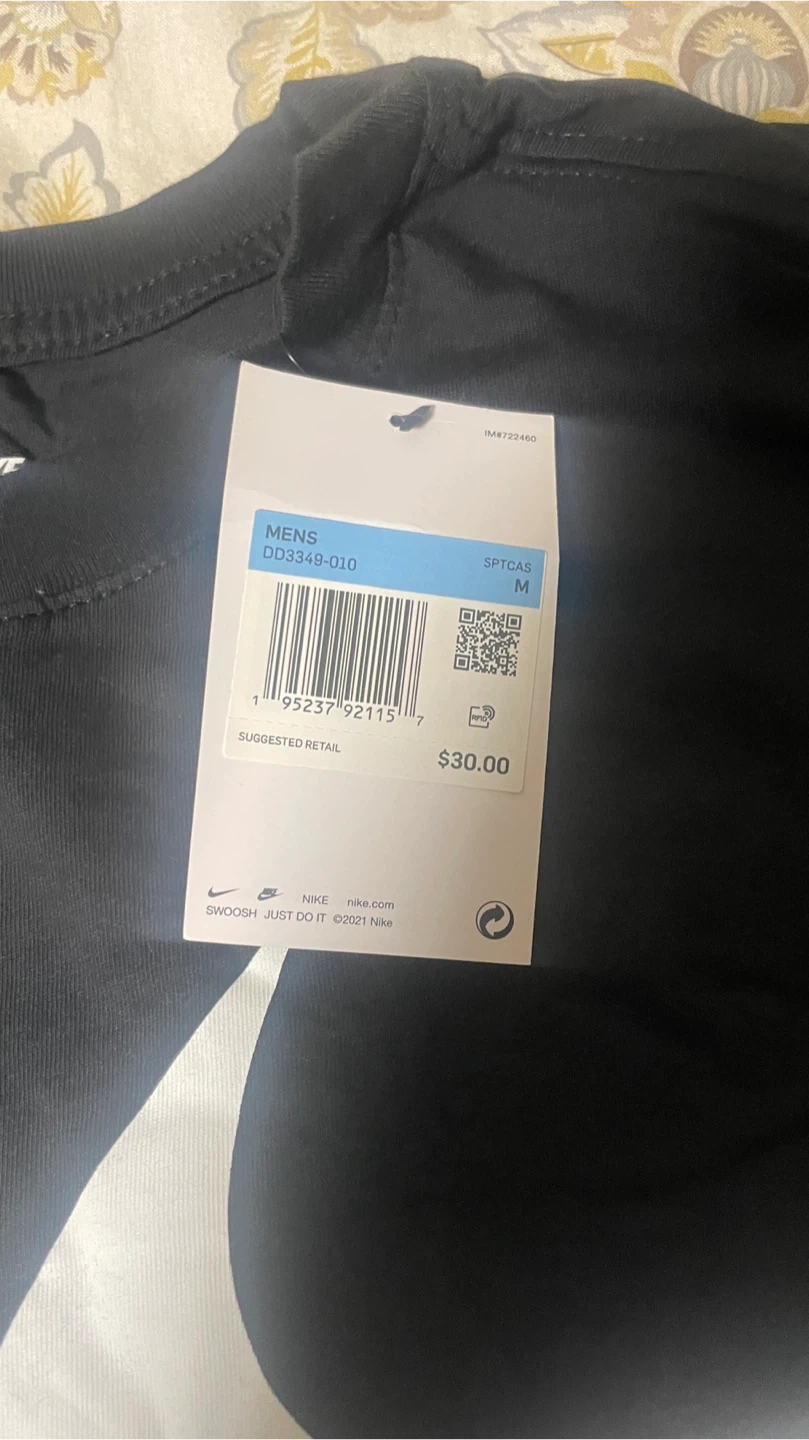 IM#722460
MENS
DD3349-010
SPTCAS
M
1 95237 92115 7
RFID
SUGGESTED RETAIL
$30.00
NIKE nike.com
SWOOSH JUST DO IT ©2021 Nike